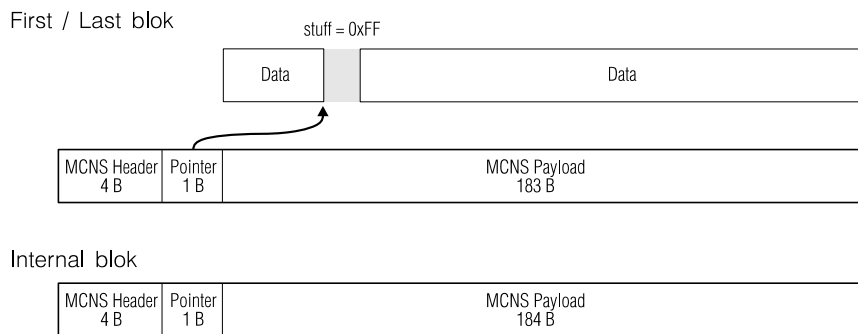 First / Last blok
stuff = 0xFF
Data
Data
MCNS Header
4 B
Pointer
1 B
MCNS Payload
183 B
Internal blok
MCNS Header
4 B
Pointer
1 B
MCNS Payload
184 B